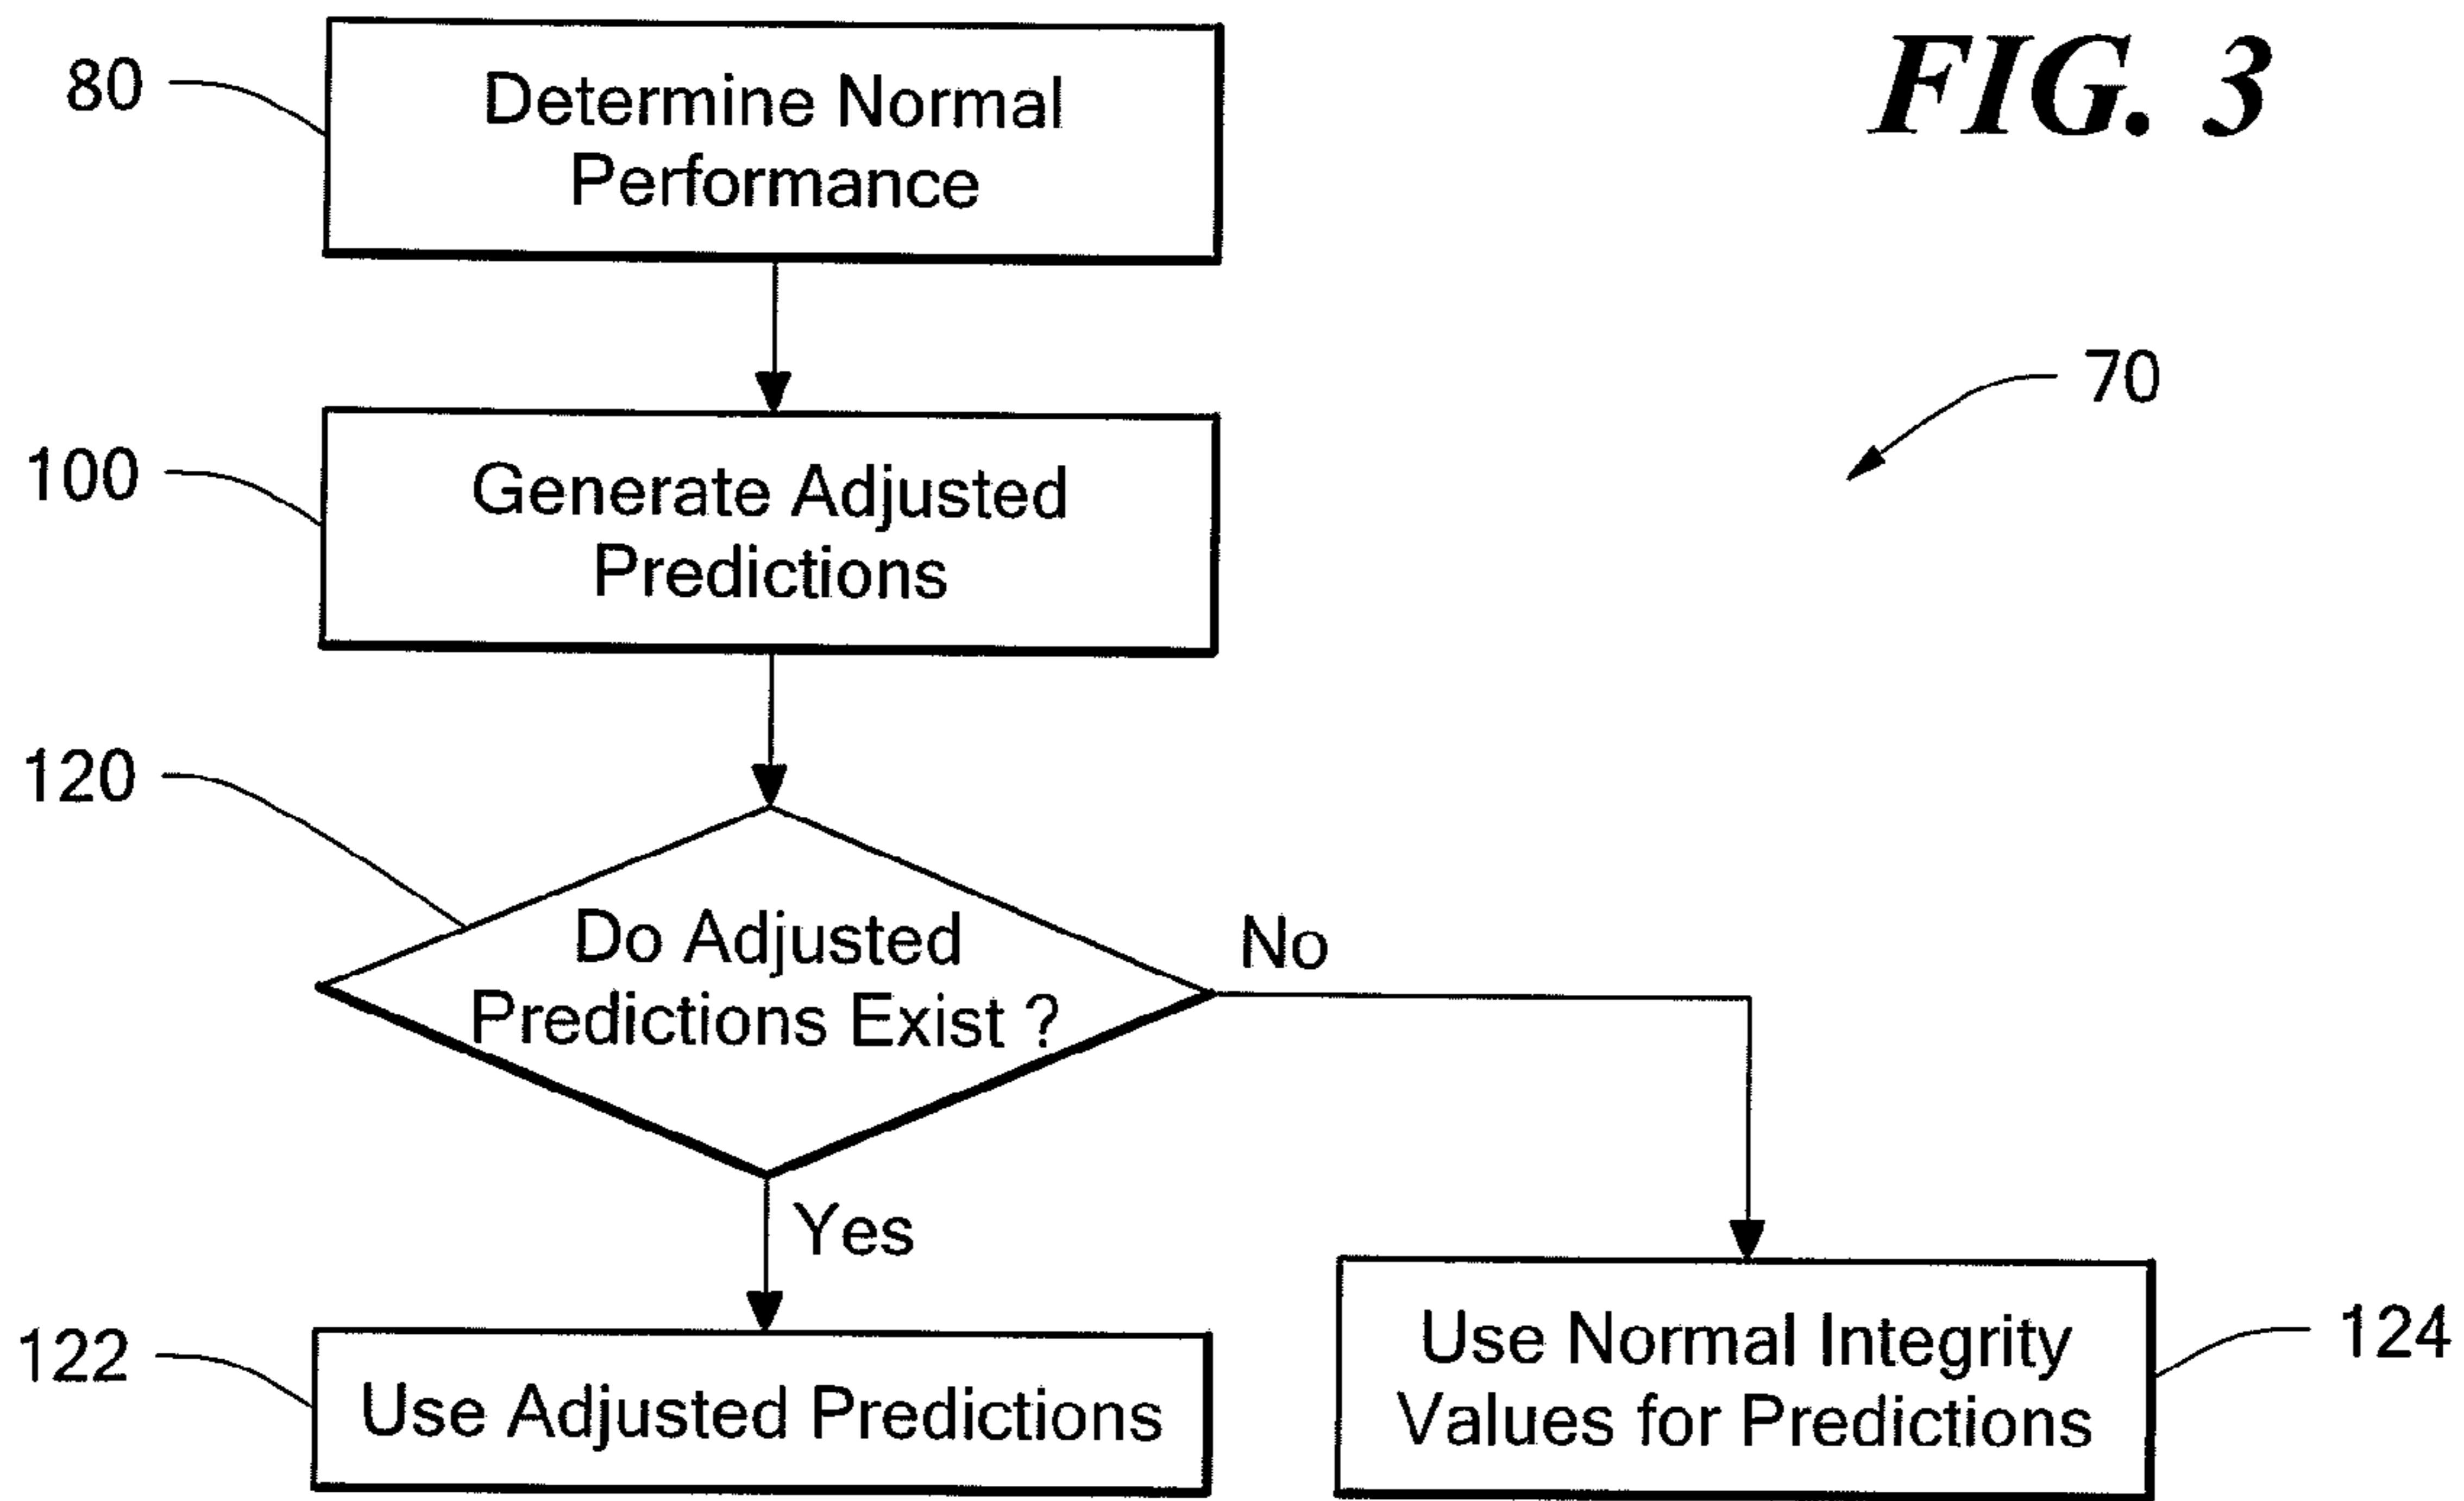 FIG. 3
80
Determine Normal
Performance
70
100
Generate Adjusted
Predictions
120
Do Adjusted
Predictions Exist ?
No
Yes
122
Use Adjusted Predictions
Use Normal Integrity
Values for Predictions
124